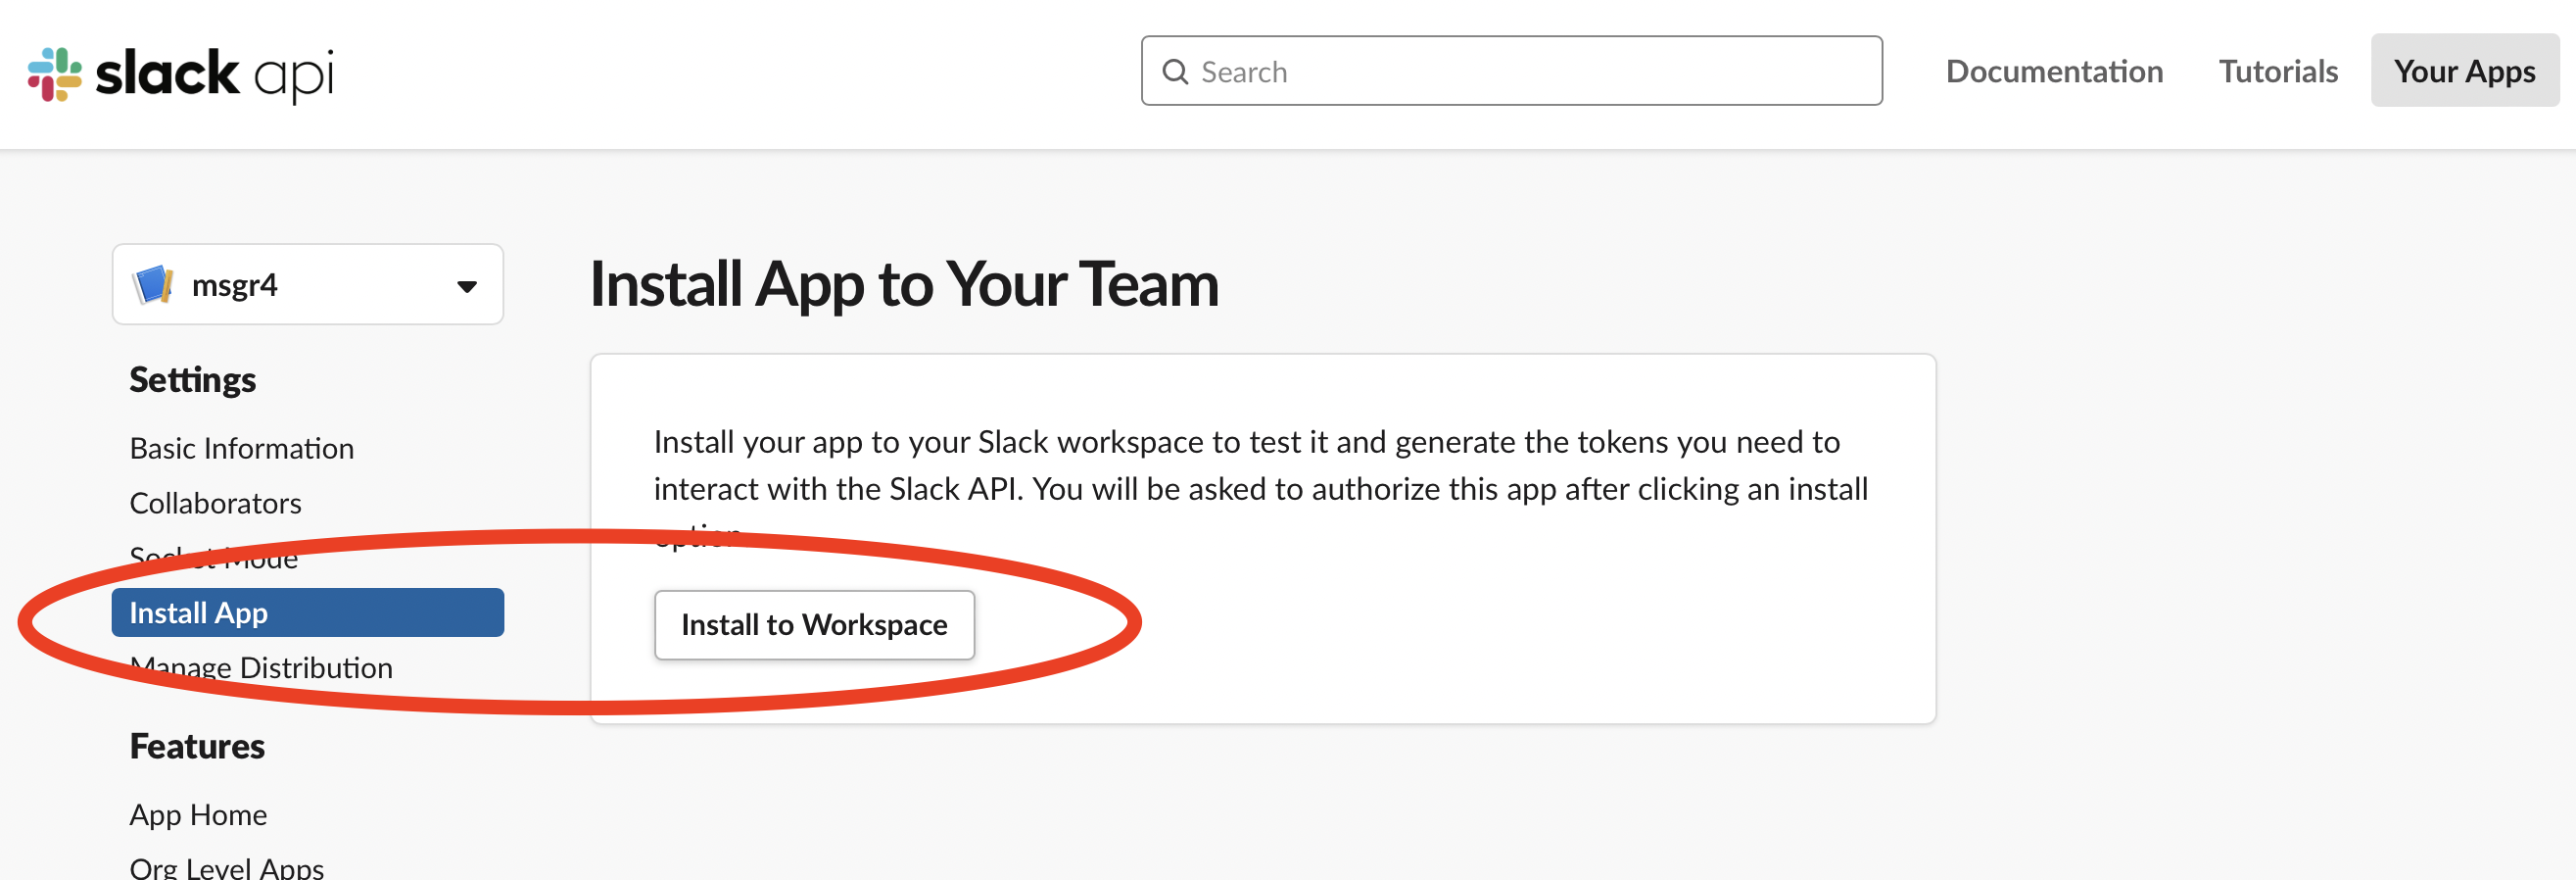 slack api
Search
Documentation
Tutorials
Your Apps
msgr4
Install App to Your Team
Settings
Basic Information
Collaborators
Socket Mode
Install App
Manage Distribution
Features
App Home
Org Level Apps
Install your app to your Slack workspace to test it and generate the tokens you need to
interact with the Slack API. You will be asked to authorize this app after clicking an install
option.
Install to Workspace